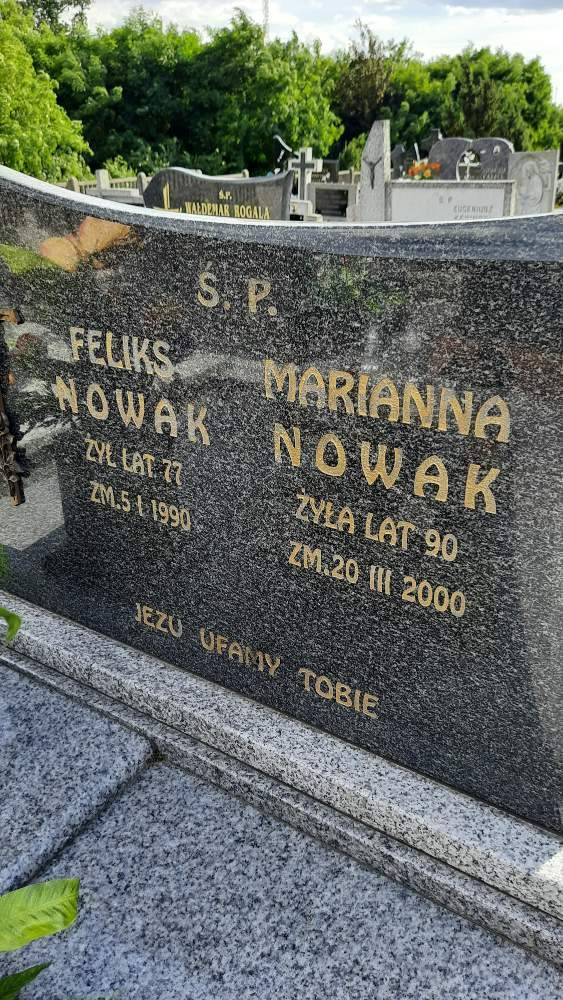 Ś.P.
WALDEMAR ROGALA
Ś P
EUGENIUSZ
Ś. P.
FELIKS
NOWAK
ŻYŁ LAT 77
ZM.5 I 1990
MARIANNA
NOWAK
ŻYŁA LAT 90
ZM.20 III 2000
JEZU UFAMY TOBIE